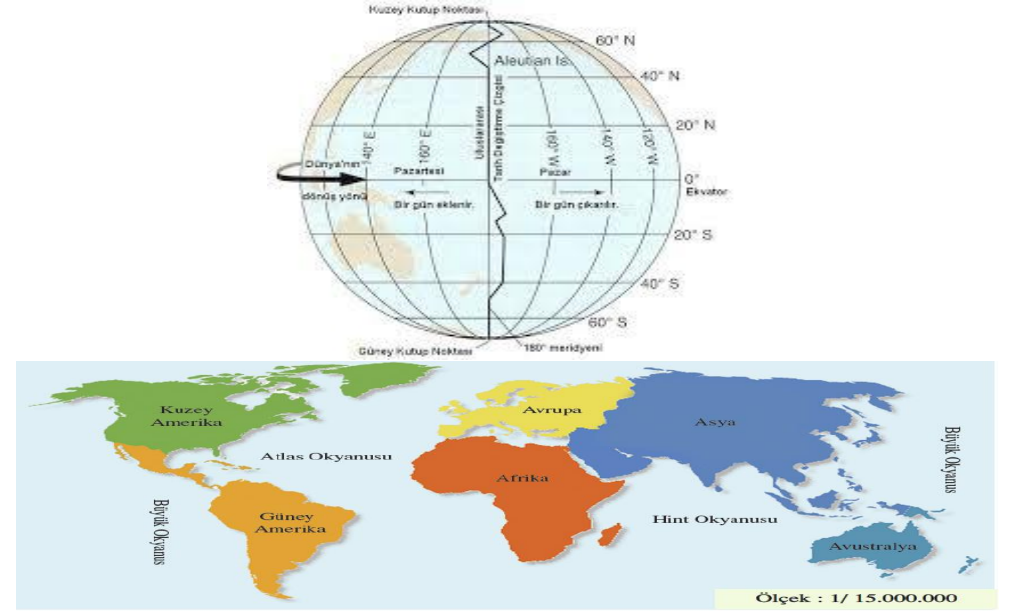 Kuzey Kutup Noktası
60° N
Aleutian Is.
40° N
Uluslararası
Tarih Değiştirme Çizgisi
20° N
140° E
160° E
160° W
140° W
120° W
Dünya'nın
dönüş yönü
Pazartesi
Pazar
0°
Ekvator
Bir gün eklenir.
Bir gün çıkarılır.
20° S
40° S
60° S
Güney Kutup Noktası
180° meridyeni
Kuzey
Amerika
Avrupa
Asya
Atlas Okyanusu
Büyük Okyanus
Afrika
Büyük Okyanus
Güney
Amerika
Hint Okyanusu
Avustralya
Ölçek : 1/ 15.000.000